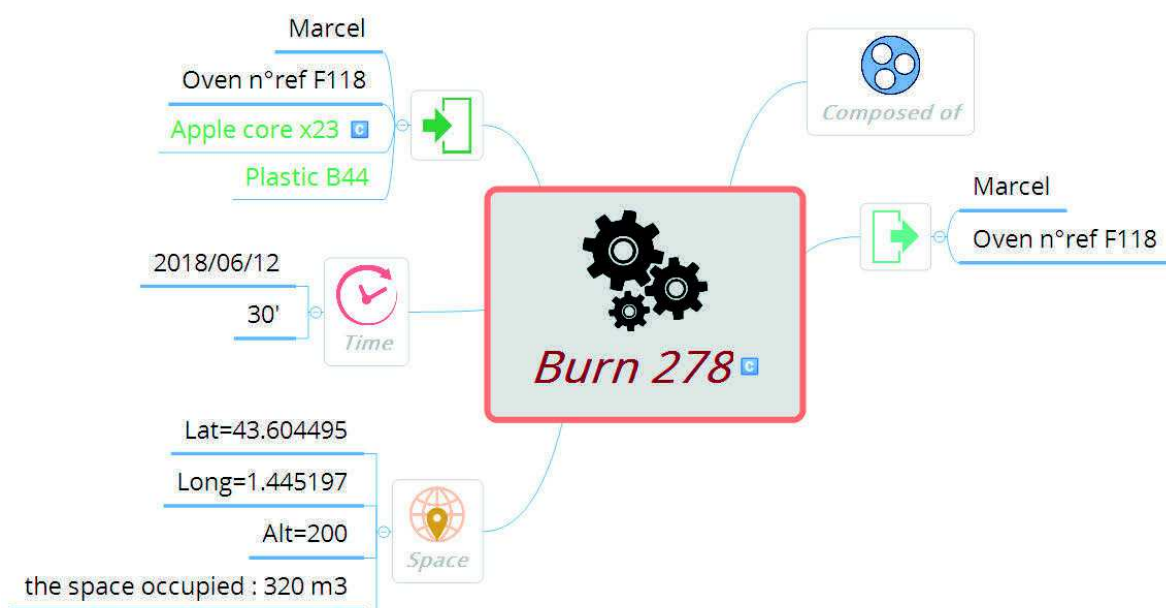 Marcel
Oven n°ref F118
Apple core x23 C
Plastic B44
Composed of
Marcel
Oven n°ref F118
2018/06/12
30'
Time
Burn 278 C
Lat=43.604495
Long=1.445197
Alt=200
the space occupied : 320 m3
Space